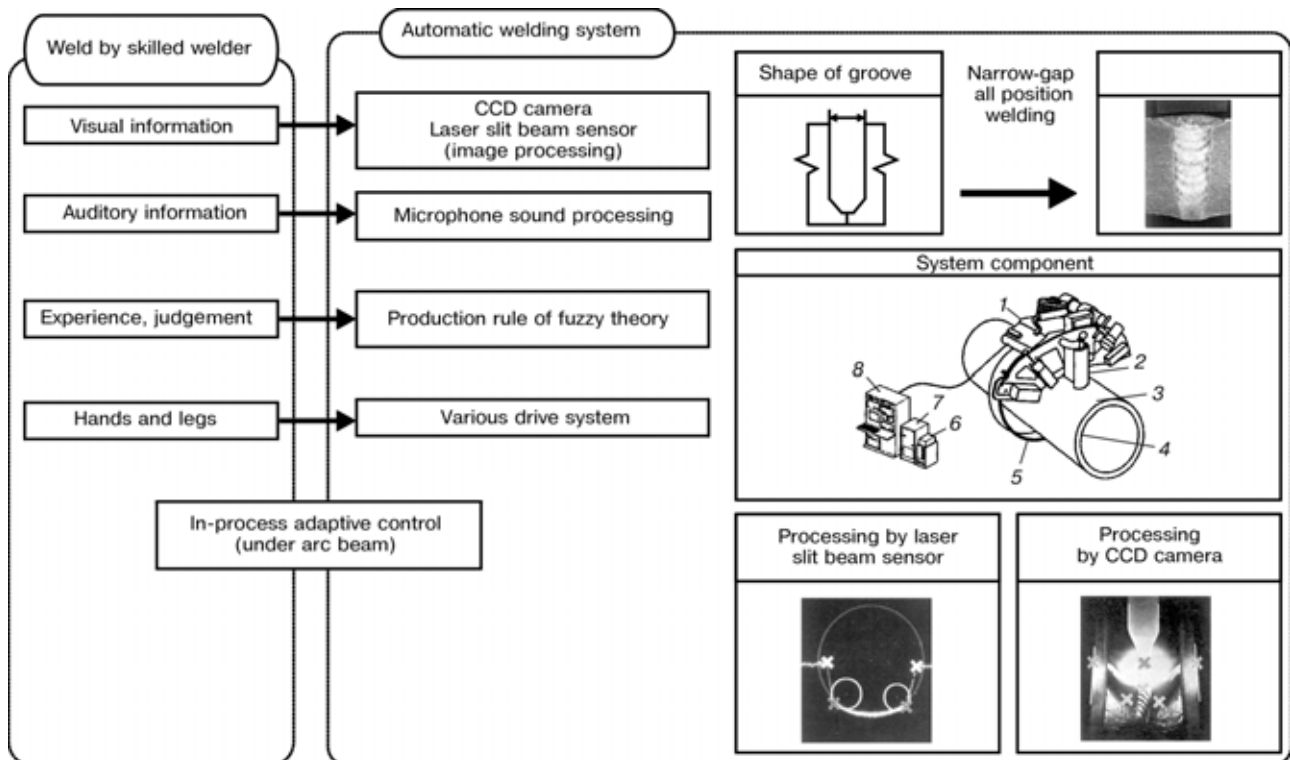 Weld by skilled welder
Automatic welding system
Visual information
CCD camera
Laser slit beam sensor
(image processing)
Auditory information
Microphone sound processing
Experience, judgement
Production rule of fuzzy theory
Hands and legs
Various drive system
In-process adaptive control
(under arc beam)
Shape of groove
Narrow-gap
all position
welding
System component
1
2
3
4
5
6
7
8
Processing by laser
slit beam sensor
Processing
by CCD camera